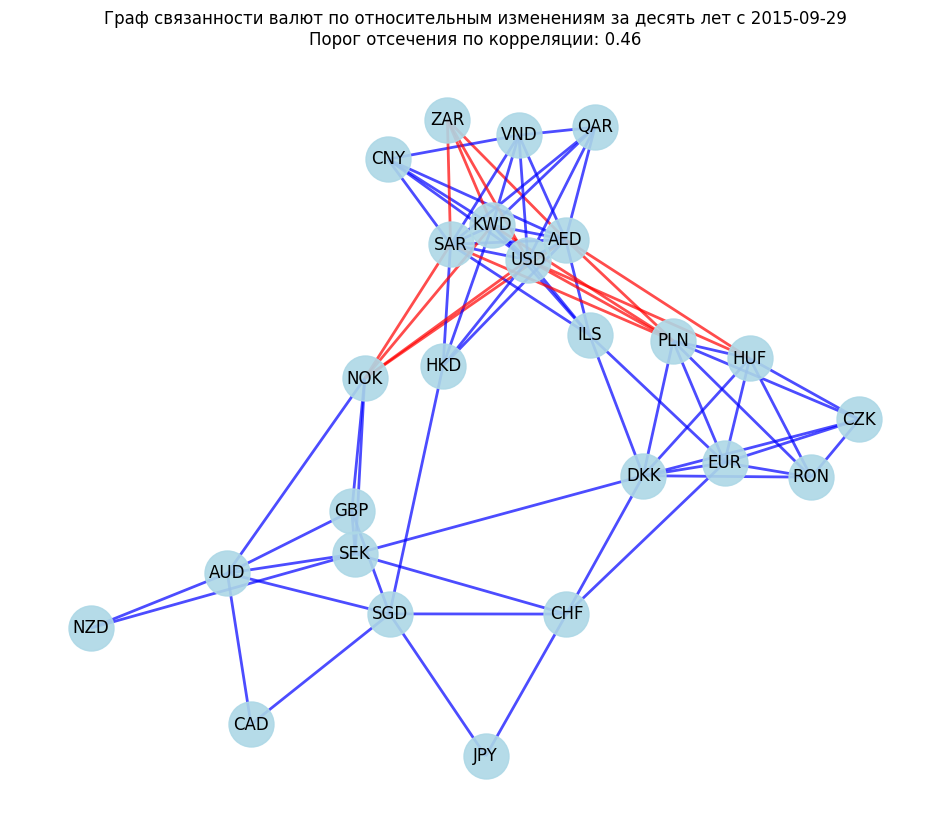 Граф связанности валют по относительным изменениям за десять лет с 2015-09-29
Порог отсечения по корреляции: 0.46
ZAR
VND
QAR
CNY
KWD
SAR
AED
USD
ILS
PLN
HUF
HKD
NOK
CZK
EUR
DKK
RON
GBP
SEK
AUD
SGD
CHF
NZD
CAD
JPY